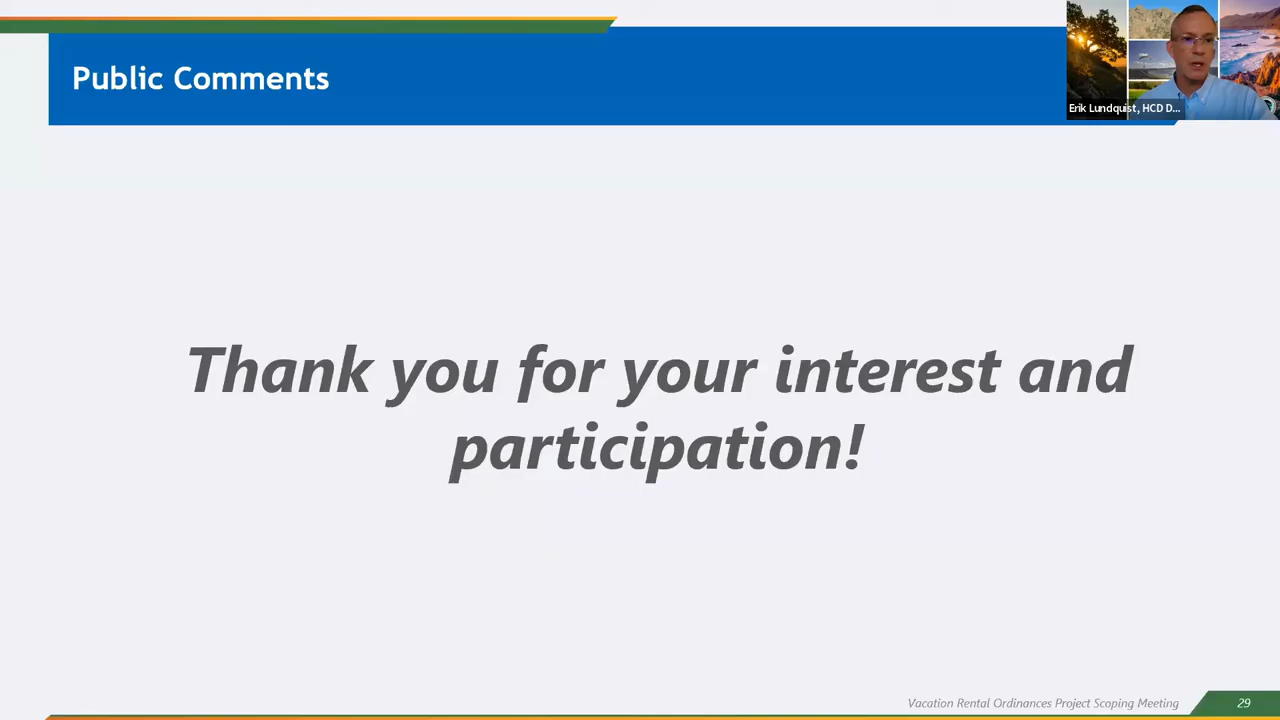 Public Comments
Erik Lundquist, HCD D...
Thank you for your interest and
participation!
Vacation Rental Ordinances Project Scoping Meeting
29